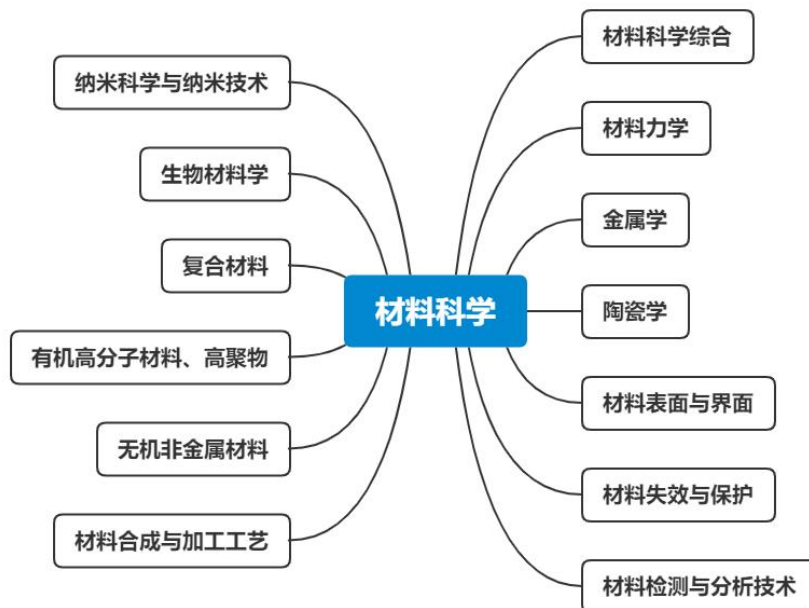 材料科学
材料科学综合
材料力学
金属学
陶瓷学
材料表面与界面
材料失效与保护
材料检测与分析技术
纳米科学与纳米技术
生物材料学
复合材料
有机高分子材料、高聚物
无机非金属材料
材料合成与加工工艺